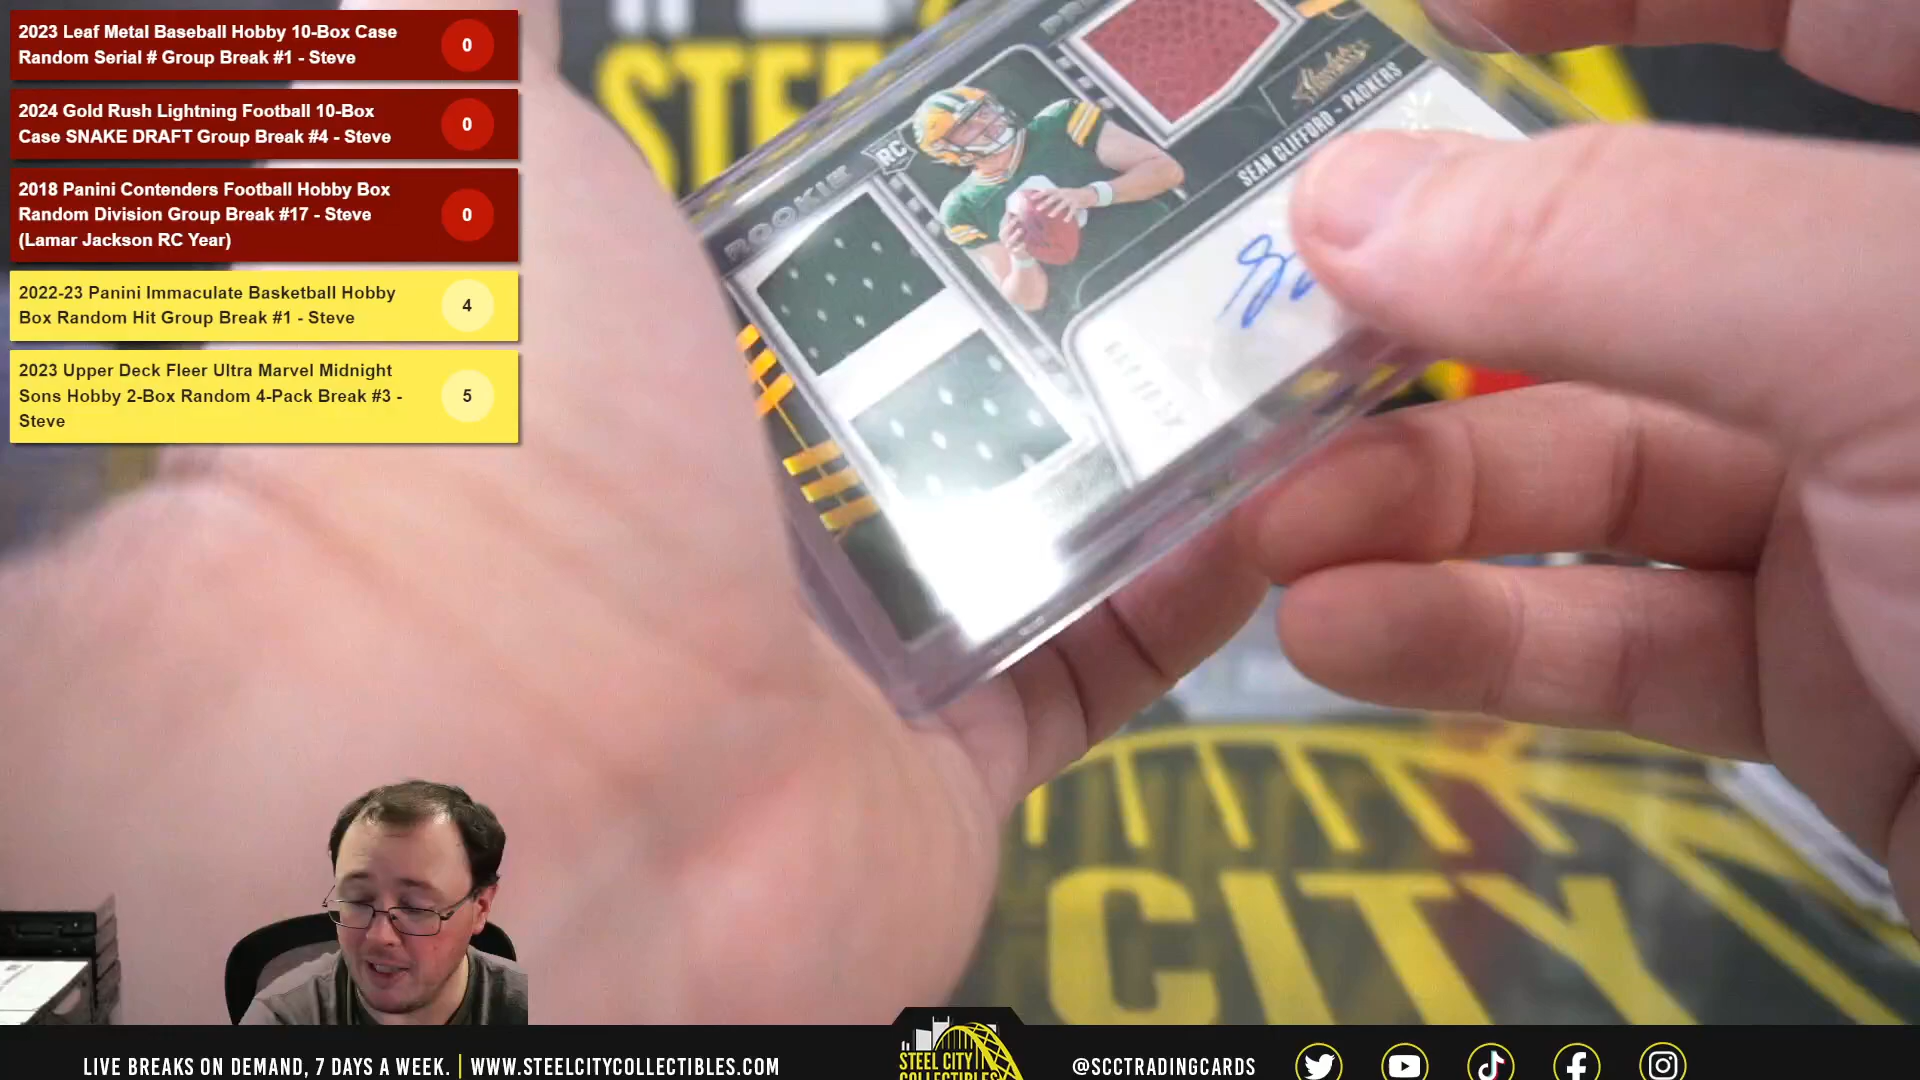 2023 Leaf Metal Baseball Hobby 10-Box Case
Random Serial # Group Break #1 - Steve
0
2024 Gold Rush Lightning Football 10-Box
Case SNAKE DRAFT Group Break #4 - Steve
0
2018 Panini Contenders Football Hobby Box
Random Division Group Break #17 - Steve
(Lamar Jackson RC Year)
0
2022-23 Panini Immaculate Basketball Hobby
Box Random Hit Group Break #1 - Steve
4
2023 Upper Deck Fleer Ultra Marvel Midnight
Sons Hobby 2-Box Random 4-Pack Break #3 -
Steve
5
ROOKIE
RC
Absolute
SEAN CLIFFORD - PACKERS
CITY
LIVE BREAKS ON DEMAND, 7 DAYS A WEEK. | WWW.STEELCITYCOLLECTIBLES.COM
STEEL CITY
COLLECTIBLES
@SCCTRADINGCARDS